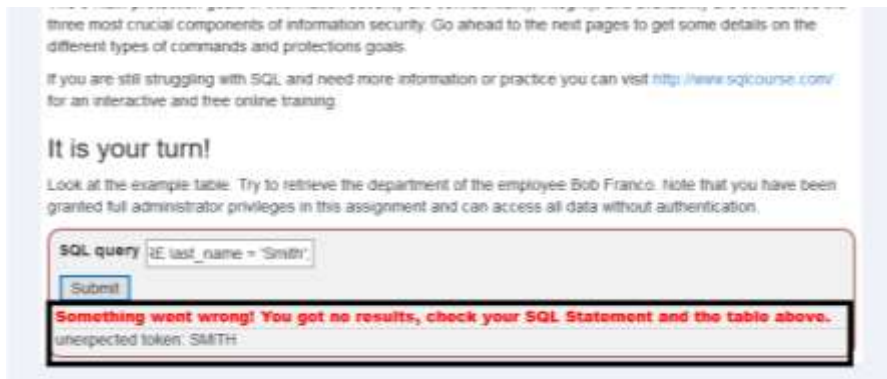 three most crucial components of information security. Go ahead to the next pages to get some details on the
different types of commands and protections goals.
If you are still struggling with SQL and need more information or practice you can visit http://www.sqlcourse.com/
for an interactive and free online training.
It is your turn!
Look at the example table. Try to retrieve the department of the employee Bob Franco. Note that you have been
granted full administrator privileges in this assignment and can access all data without authentication.
SQL query RE last_name = 'Smith';
Submit
Something went wrong! You got no results, check your SQL Statement and the table above.
unexpected token: SMITH